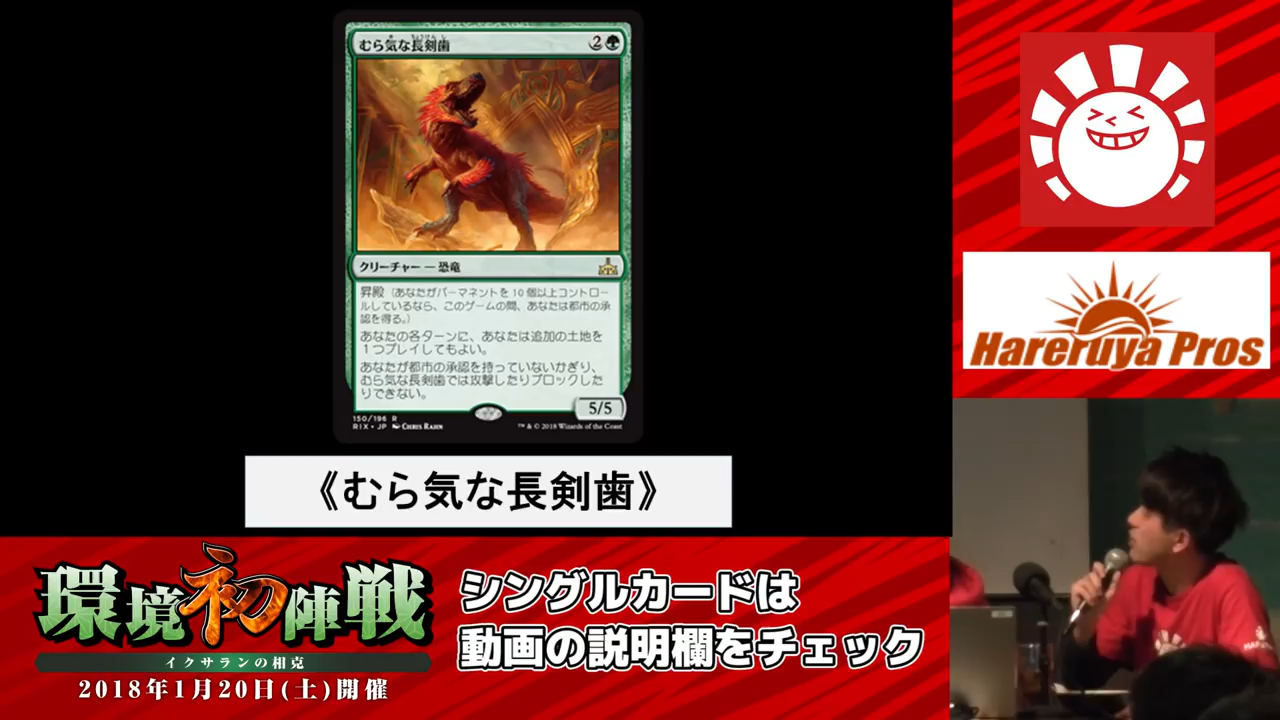 むら気な長剣歯
2
クリーチャー ― 恐竜
昇殿(あなたがパーマネントを10個以上コントロー
ルしているなら、このゲームの間、あなたは都市の承
認を得る。)
あなたの各ターンに、あなたは追加の土地を
1つプレイしてもよい。
あなたが都市の承認を持っていないかぎり、
むら気な長剣歯では攻撃したりブロックした
りできない。
5/5
150/196 R
RIX • JP CHRIS RAHN
™ & © 2018 Wizards of the Coast
《むら気な長剣歯》
Hareruya Pros
環境初陣戦
イクサランの相克
2018年1月20日(土)開催
シングルカードは
動画の説明欄をチェック